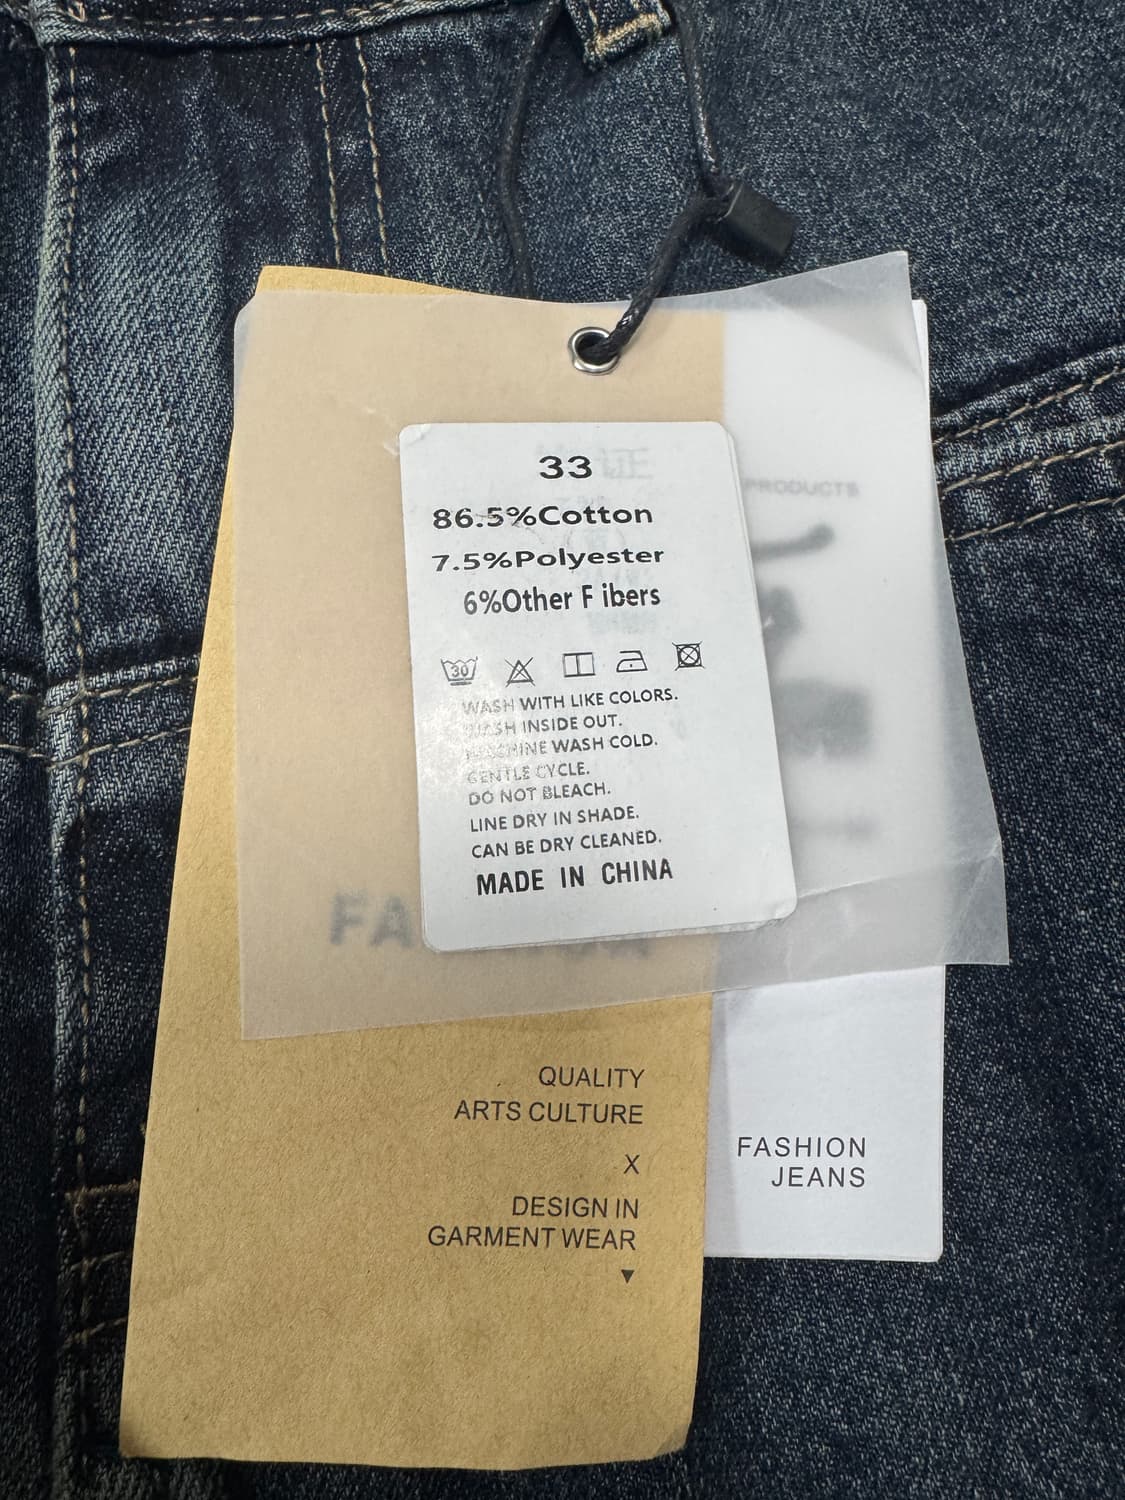 33
86.5%Cotton
7.5%Polyester
6%Other F ibers
30
WASH WITH LIKE COLORS.
WASH INSIDE OUT.
MACHINE WASH COLD.
GENTLE CYCLE.
DO NOT BLEACH.
LINE DRY IN SHADE.
CAN BE DRY CLEANED.
MADE IN CHINA
PRODUCTS
QUALITY
ARTS CULTURE
X
DESIGN IN
GARMENT WEAR
FASHION
JEANS